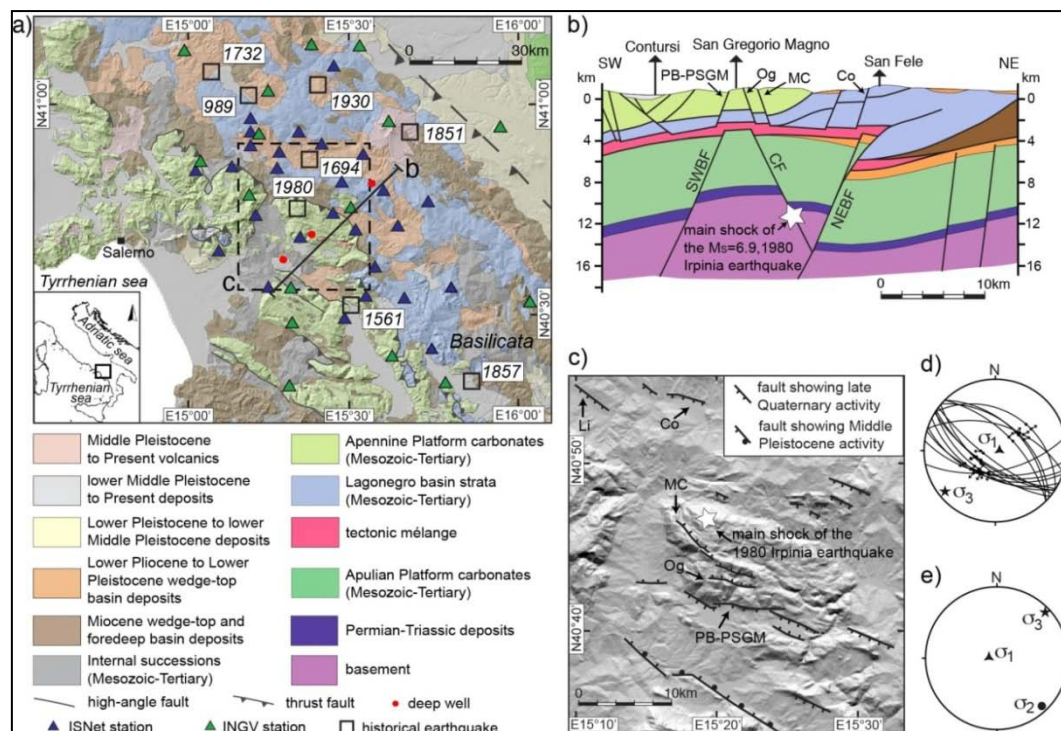 a)
E15°00'
E15°30'
E16°00'
0
30km
1732
989
1930
1851
1694
1980
b
N41°00'
Salerno
Tyrrhenian sea
c
1561
N40°30'
Basilicata
1857
Adriatic sea
Tyrrhenian
sea
E15°00'
E15°30'
E16°00'
Middle Pleistocene
to Present volcanics
lower Middle Pleistocene
to Present deposits
Lower Pleistocene to lower
Middle Pleistocene deposits
Lower Pliocene to Lower
Pleistocene wedge-top
basin deposits
Miocene wedge-top and
foredeep basin deposits
Internal successions
(Mesozoic-Tertiary)
Apennine Platform carbonates
(Mesozoic-Tertiary)
Lagonegro basin strata
(Mesozoic-Tertiary)
tectonic mélange
Apulian Platform carbonates
(Mesozoic-Tertiary)
Permian-Triassic deposits
basement
high-angle fault
thrust fault
deep well
ISNet station
INGV station
historical earthquake
b)
Contursi
San Gregorio Magno
SW
PB-PSGM
Og
MC
Co
San Fele
NE
km
0
4
8
12
16
km
0
4
8
12
16
SWBF
CF
NEBF
main shock of
the Ms=6.9,1980
Irpinia earthquake
0
10km
c)
fault showing late
Quaternary activity
fault showing Middle
Pleistocene activity
Li
Co
N40°50'
MC
main shock of the
1980 Irpinia earthquake
Og
PB-PSGM
N40°40'
0
10km
E15°10'
E15°20'
E15°30'
d)
N
σ1
σ3
e)
N
σ3
σ1
σ2